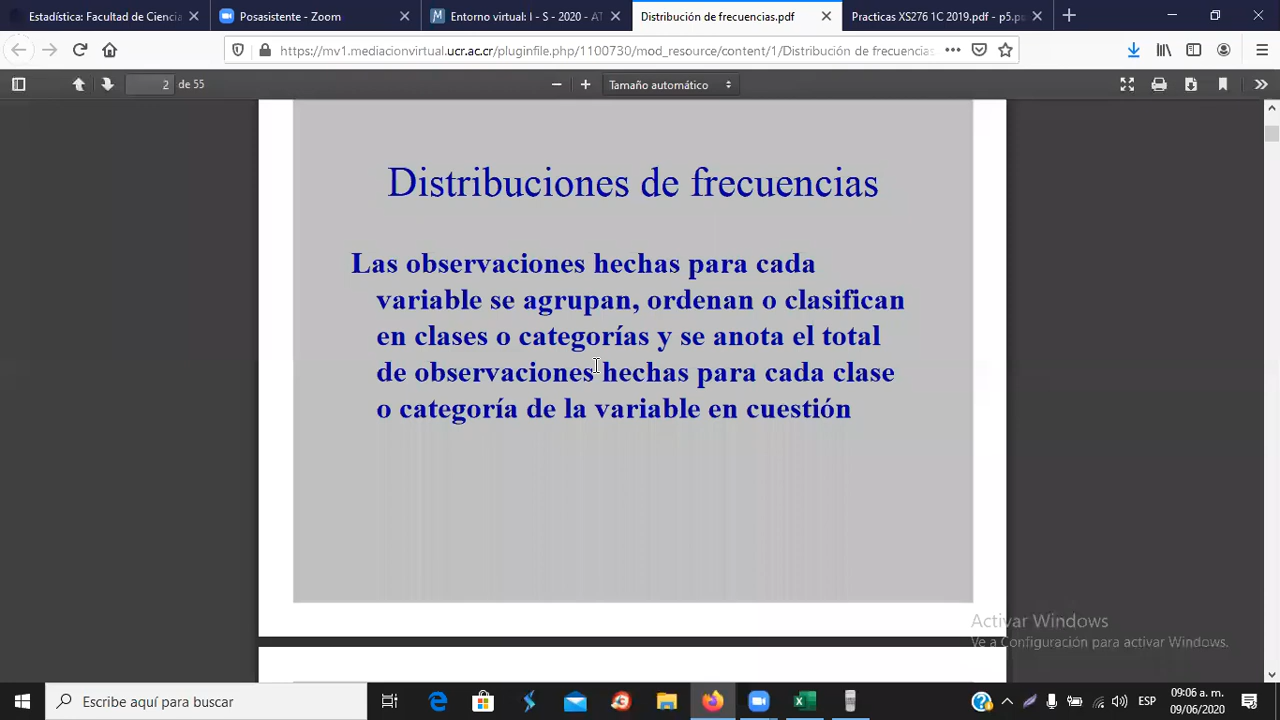 Estadística: Facultad de Ciencia
Posasistente - Zoom
Entorno virtual: I - S - 2020 - AT
Distribución de frecuencias.pdf
Practicas XS276 1C 2019.pdf - p5.ps
https://mv1.mediacionvirtual.ucr.ac.cr/pluginfile.php/1100730/mod_resource/content/1/Distribución de frecuencias
2 de 55
Tamaño automático
Distribuciones de frecuencias
Las observaciones hechas para cada
variable se agrupan, ordenan o clasifican
en clases o categorías y se anota el total
de observaciones hechas para cada clase
o categoría de la variable en cuestión
Activar Windows
Ve a Configuración para activar Windows.
Escribe aquí para buscar
ESP
09:06 a. m.
09/06/2020